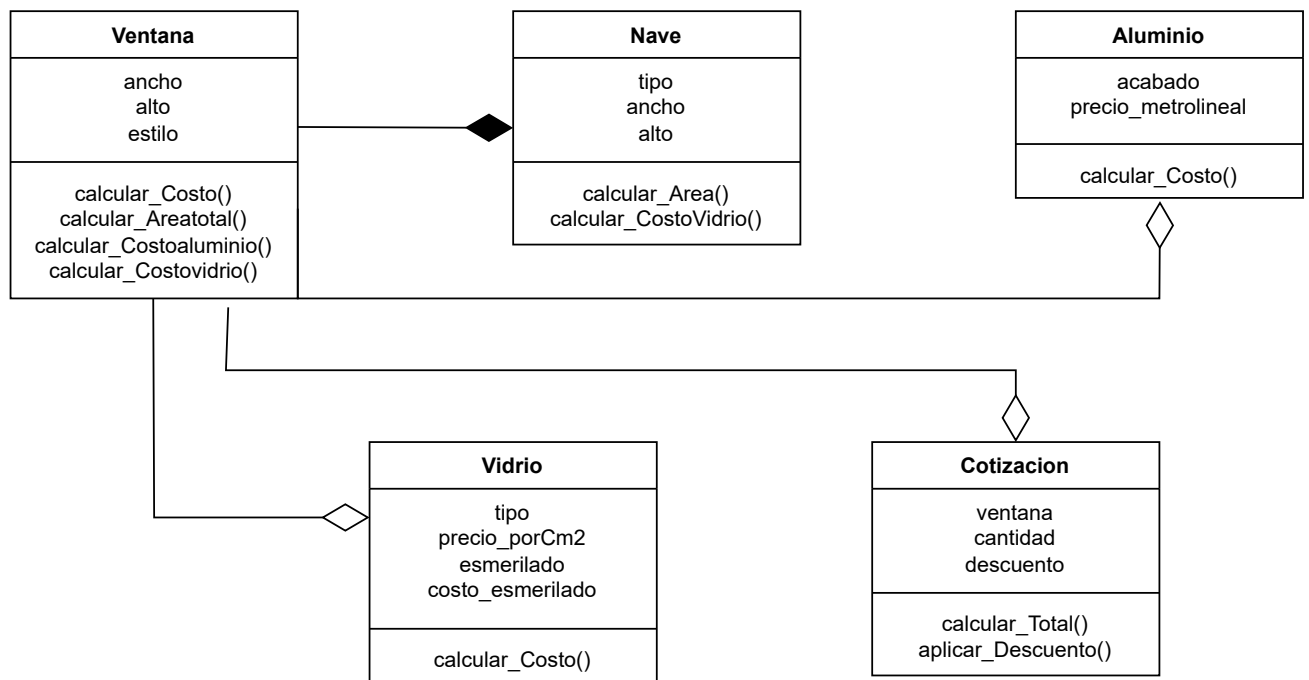 Ventana
ancho
alto
estilo
calcular_Costo()
calcular_Areatotal()
calcular_Costoaluminio()
calcular_Costovidrio()
Nave
tipo
ancho
alto
calcular_Area()
calcular_CostoVidrio()
Aluminio
acabado
precio_metrolineal
calcular_Costo()
Vidrio
tipo
precio_porCm2
esmerilado
costo_esmerilado
calcular_Costo()
Cotizacion
ventana
cantidad
descuento
calcular_Total()
aplicar_Descuento()